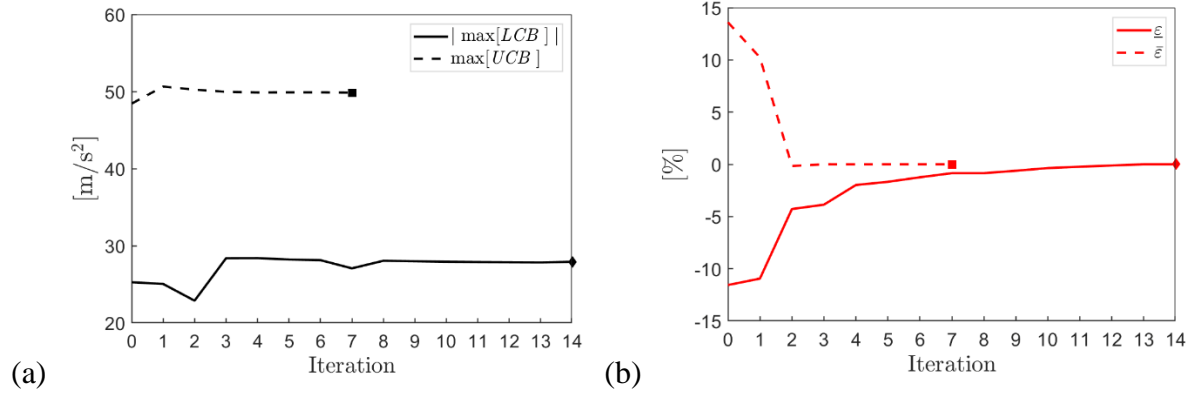 60
50
40
30
20
[m/s²]
| max[LCB ] |
max[UCB ]
0 1 2 3 4 5 6 7 8 9 10 11 12 13 14
Iteration
(a)
15
10
5
0
-5
-10
-15
[%]
ε̲
ε̄
0 1 2 3 4 5 6 7 8 9 10 11 12 13 14
Iteration
(b)